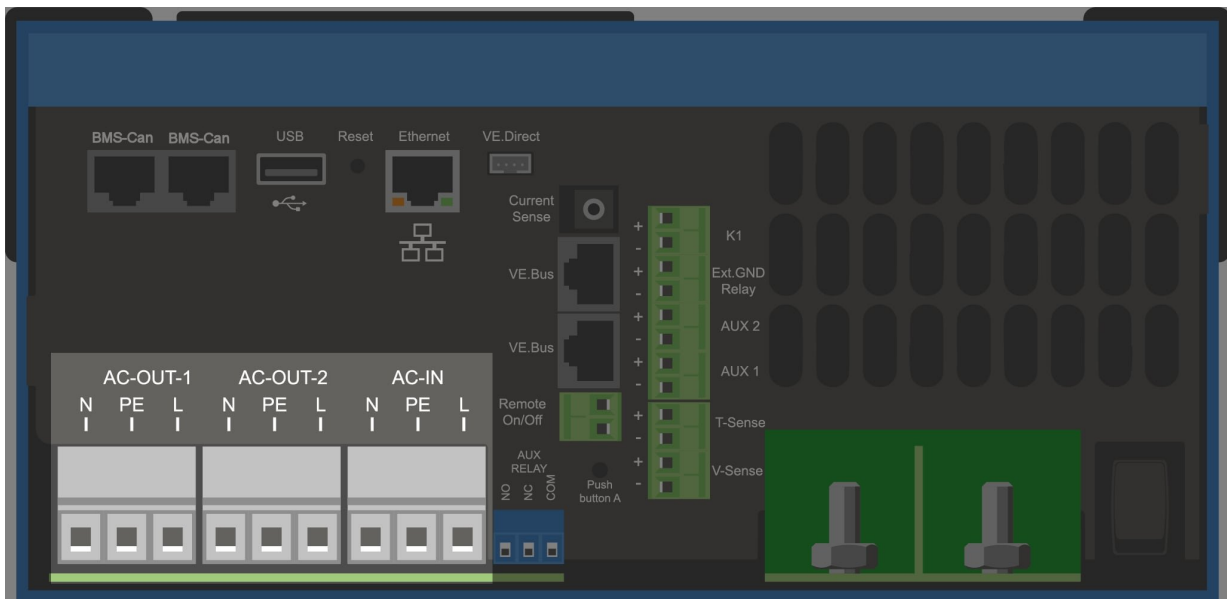 BMS-Can BMS-Can USB Reset Ethernet VE.Direct
Current
Sense
+
K1
-
VE.Bus
+
Ext.GND
Relay
-
+
AUX 2
-
VE.Bus
+
AUX 1
-
AC-OUT-1 AC-OUT-2 AC-IN
N PE L N PE L N PE L
Remote
On/Off
+
T-Sense
-
AUX
RELAY
NO NC COM
Push
button A
+
V-Sense
-